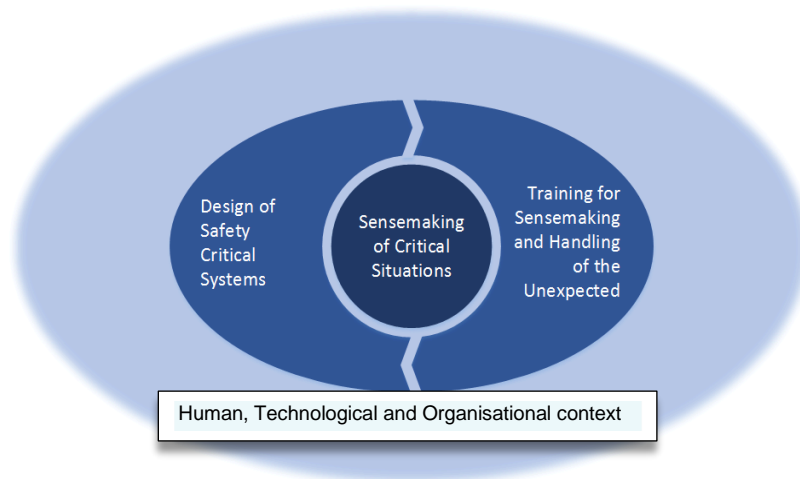 Design of
Safety
Critical
Systems
Sensemaking
of Critical
Situations
Training for
Sensemaking
and Handling
of the
Unexpected
Human, Technological and Organisational context